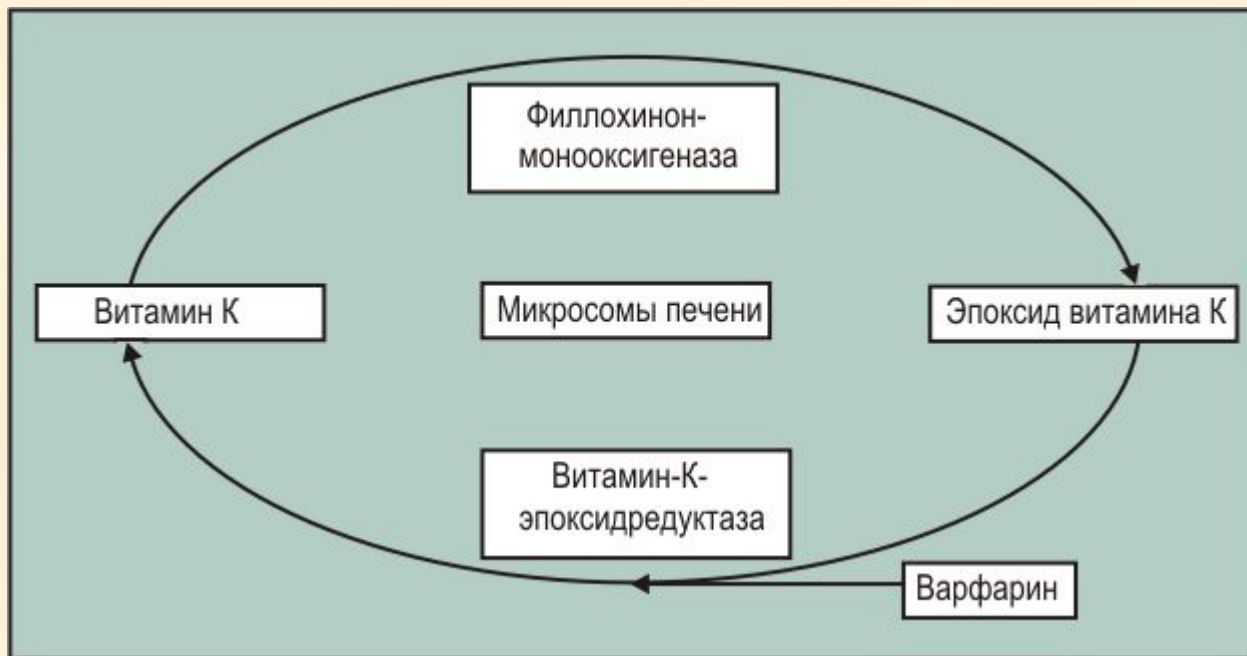 Филлохинон-
монооксигеназа
Витамин К
Микросомы печени
Эпоксид витамина К
Витамин-К-
эпоксидредуктаза
Варфарин